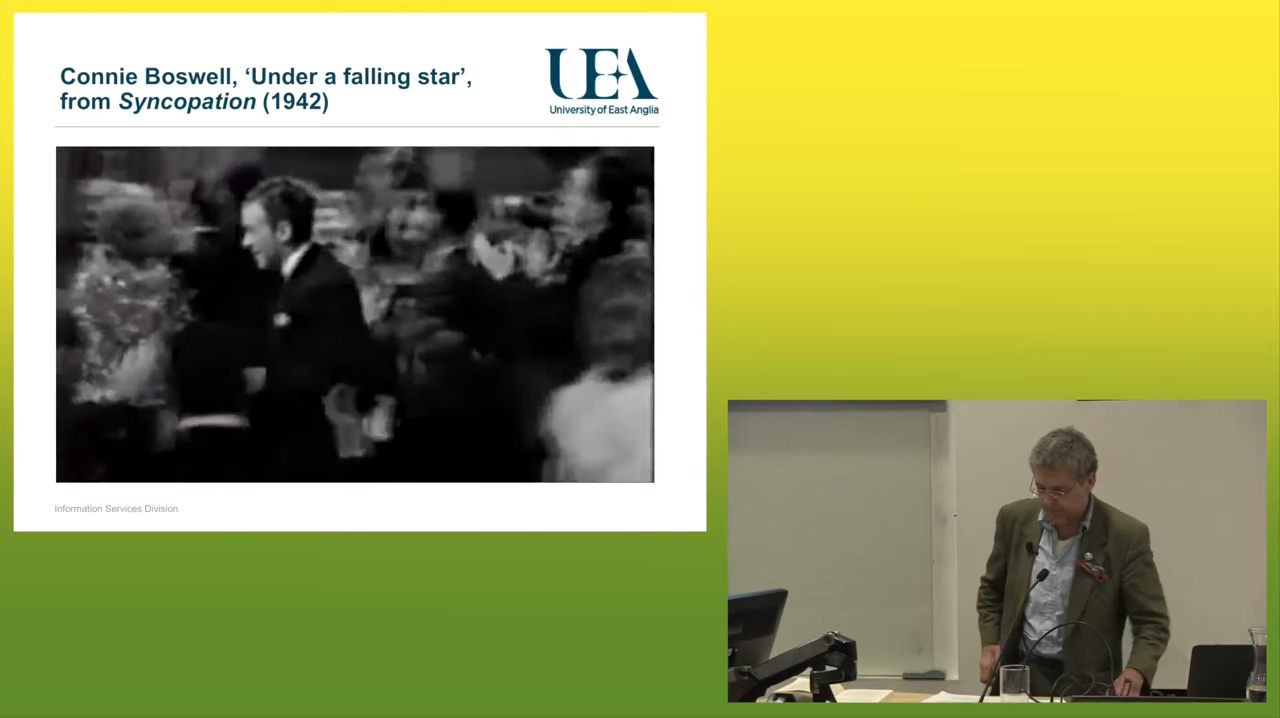 Connie Boswell, ‘Under a falling star’,
from Syncopation (1942)
UEA
University of East Anglia
Information Services Division